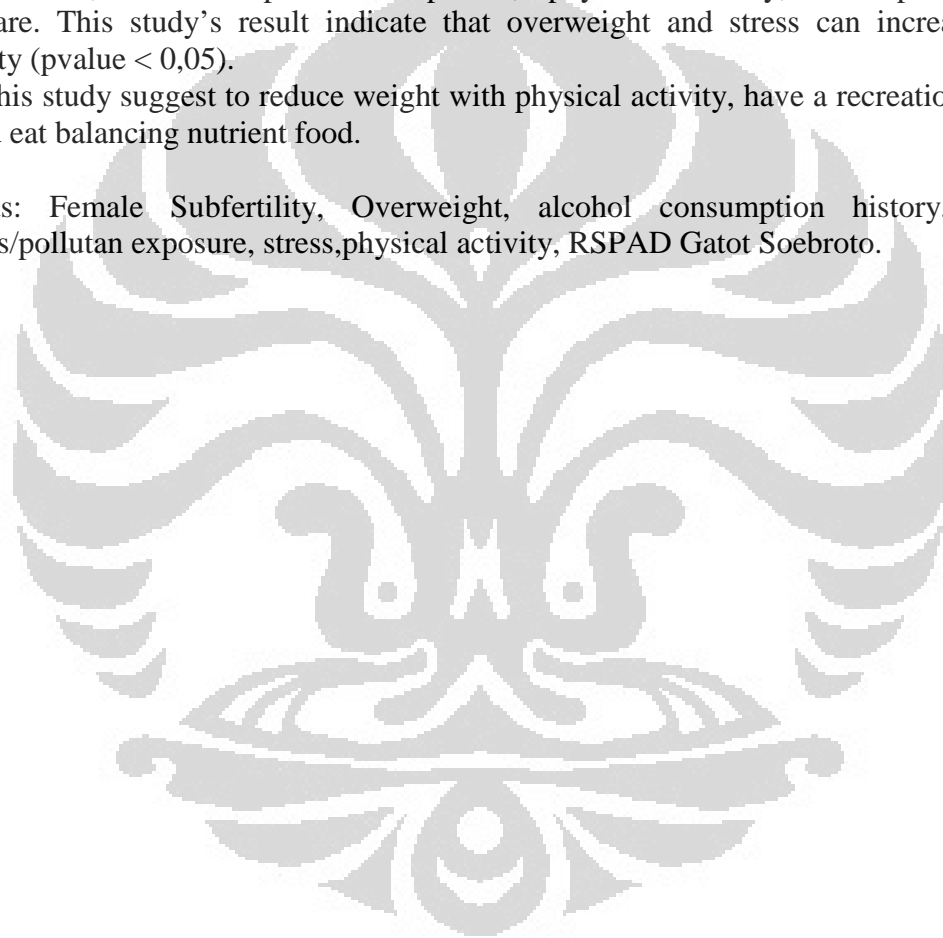 are. This study's result indicate that overweight and stress can increa
ty (pvalue < 0,05).
his study suggest to reduce weight with physical activity, have a recreatio
eat balancing nutrient food.
s: Female Subfertility, Overweight, alcohol consumption history,
s/pollutan exposure, stress,physical activity, RSPAD Gatot Soebroto.